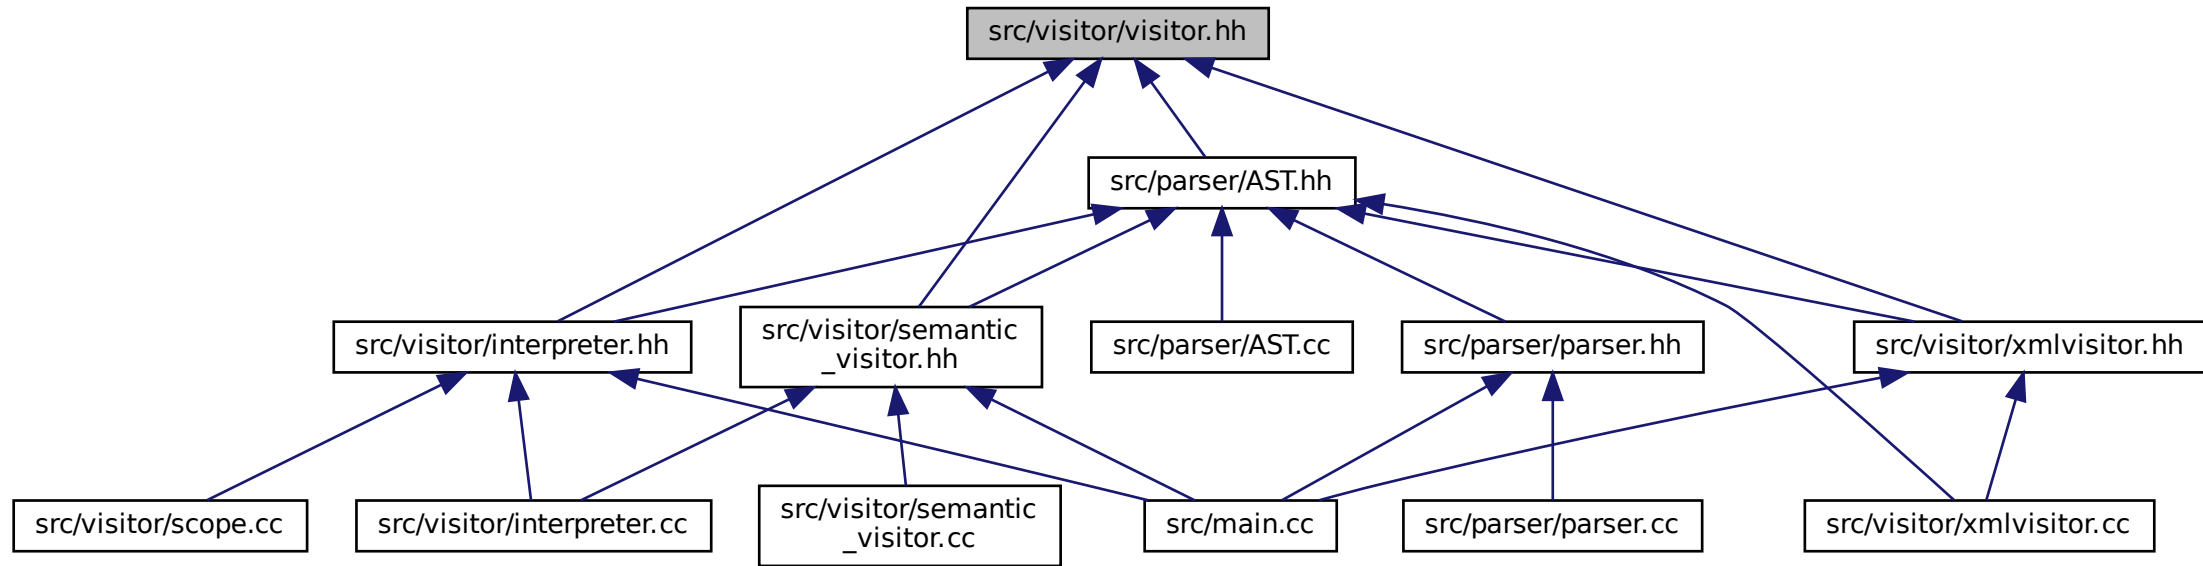 src/visitor/visitor.hh
src/parser/AST.hh
src/visitor/interpreter.hh
src/visitor/semantic
_visitor.hh
src/parser/AST.cc
src/parser/parser.hh
src/visitor/xmlvisitor.hh
src/visitor/scope.cc
src/visitor/interpreter.cc
src/visitor/semantic
_visitor.cc
src/main.cc
src/parser/parser.cc
src/visitor/xmlvisitor.cc